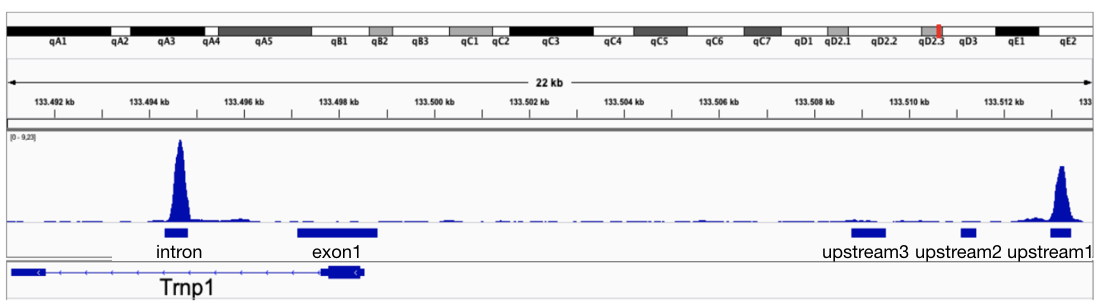 qA1 qA2 qA3 qA4 qA5 qB1 qB2 qB3 qC1 qC2 qC3 qC4 qC5 qC6 qC7 qD1 qD2.1 qD2.2 qD2.3 qD3 qE1 qE2
22 kb
133.492 kb 133.494 kb 133.496 kb 133.498 kb 133.500 kb 133.502 kb 133.504 kb 133.506 kb 133.508 kb 133.510 kb 133.512 kb 133
[0 - 9,23]
intron exon1 upstream3 upstream2 upstream1
Trnp1